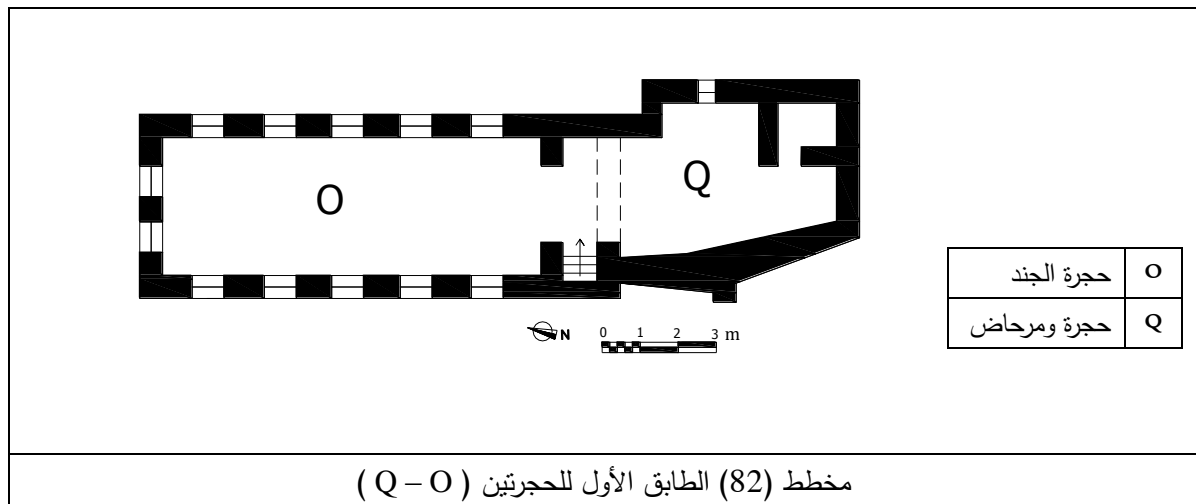 O
Q
N
0 1 2 3 m
O حجرة الجند
Q حجرة ومرحاض
مخطط (82) الطابق الأول للحجرتين ( Q – O )